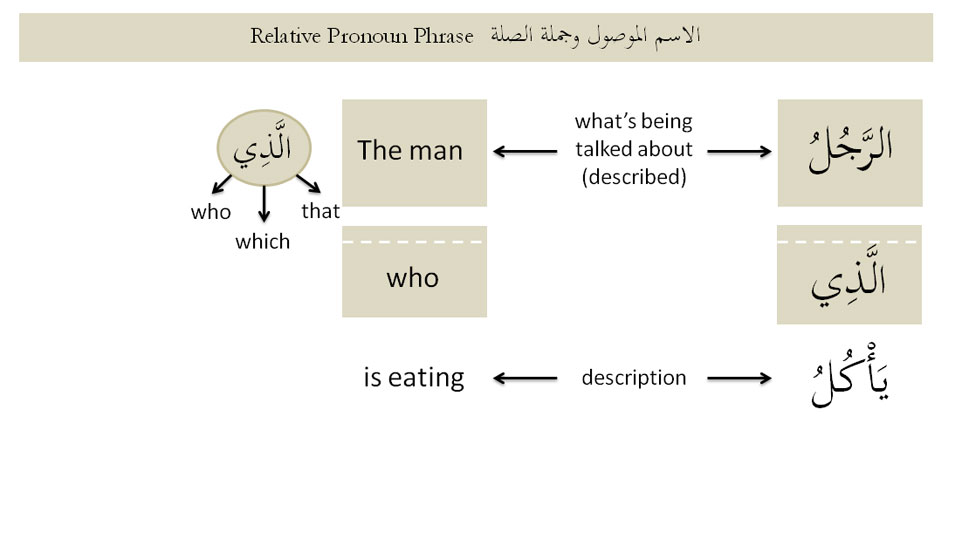 Relative Pronoun Phrase الاسم الموصول وجملة الصلة
الَّذِي
who
which
that
The man
what's being
talked about
(described)
الرَّجُلُ
who
الَّذِي
is eating
description
يَأْكُلُ